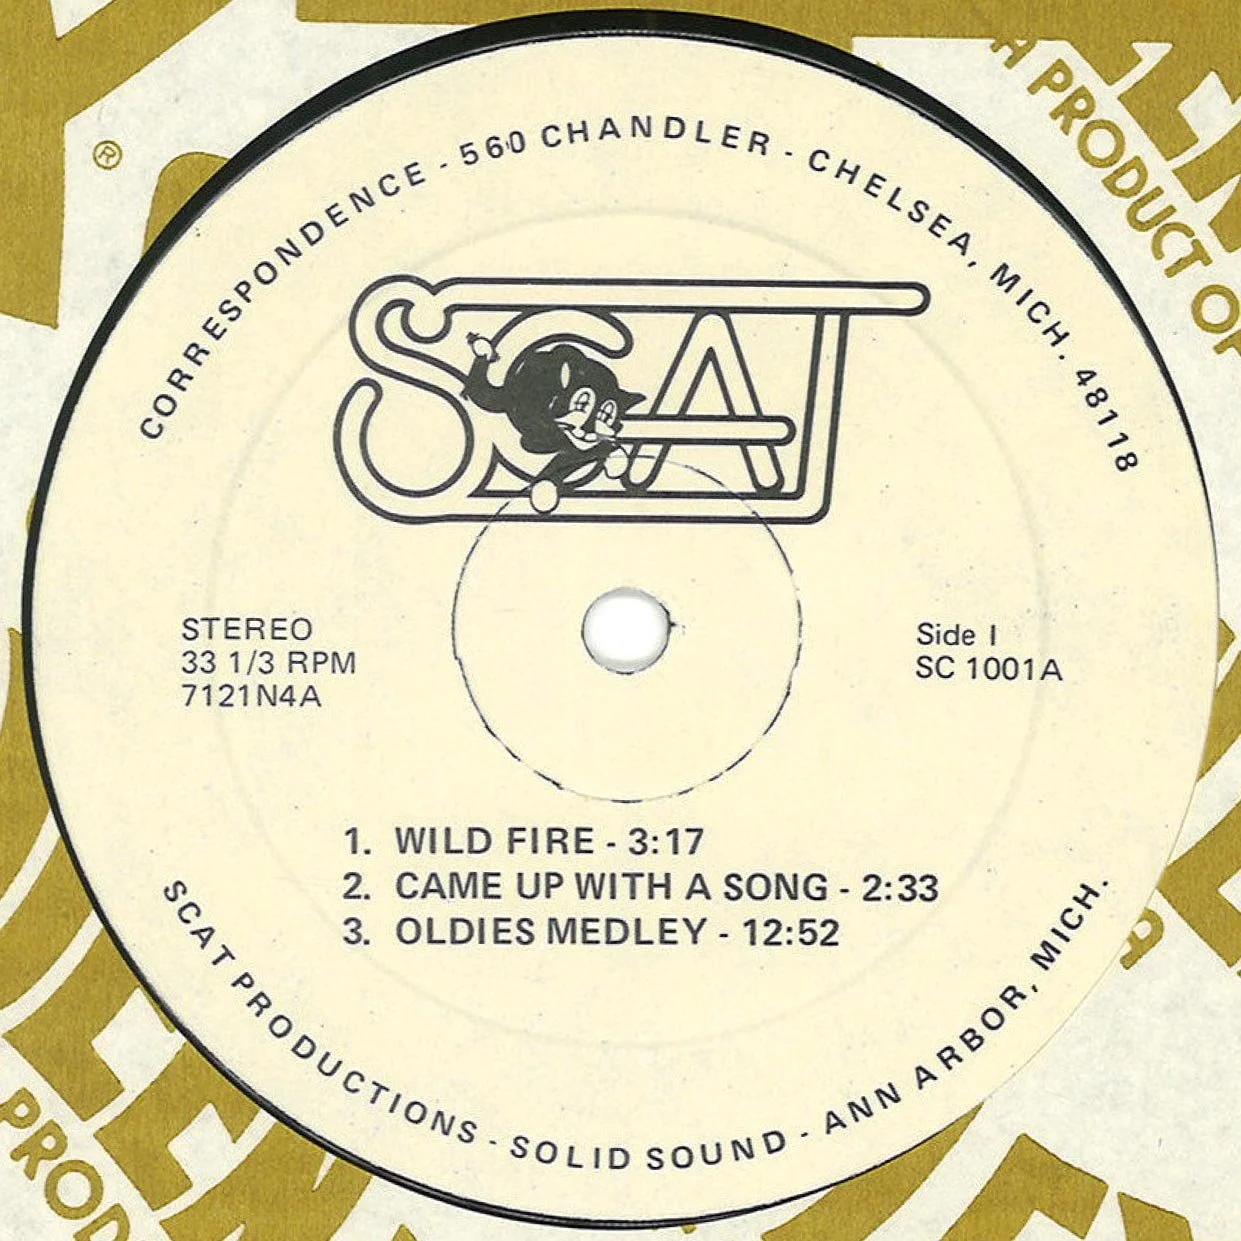 CORRESPONDENCE - 560 CHANDLER - CHELSEA, MICH. 48118
SCAT
STEREO
33 1/3 RPM
7121N4A
Side I
SC 1001A
1. WILD FIRE - 3:17
2. CAME UP WITH A SONG - 2:33
3. OLDIES MEDLEY - 12:52
SCAT PRODUCTIONS - SOLID SOUND - ANN ARBOR, MICH.
®
A PRODUCT OF
PROD